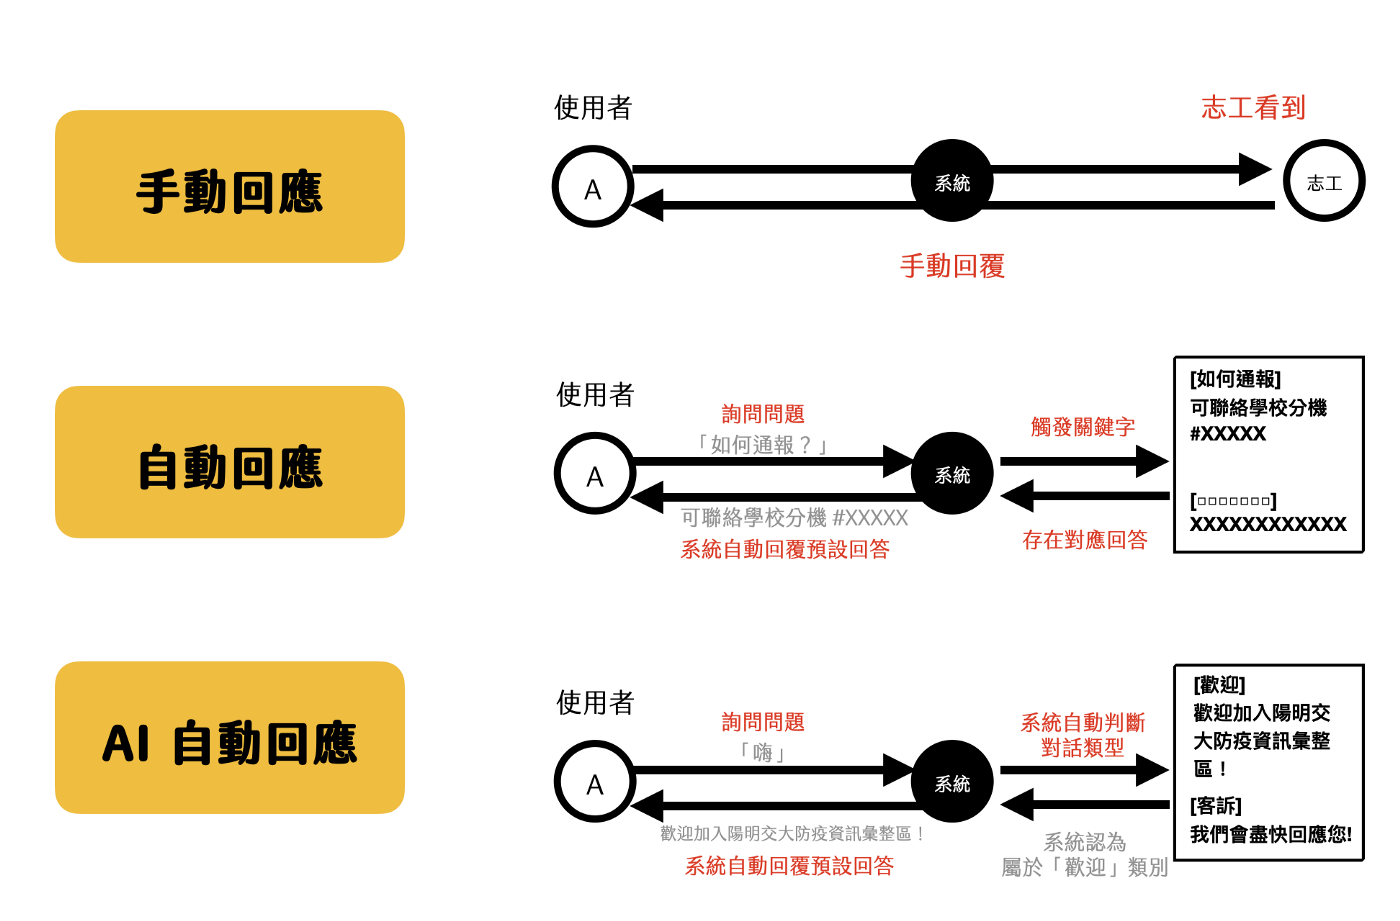 手動回應
使用者
志工看到
A
系統
志工
手動回覆
自動回應
使用者
詢問問題
「如何通報？」
A
系統
可聯絡學校分機 #XXXXX
系統自動回覆預設回答
觸發關鍵字
存在對應回答
[如何通報]
可聯絡學校分機
#XXXXX
[□□□□□□□]
XXXXXXXXXXXX
AI 自動回應
使用者
詢問問題
「嗨」
A
系統
歡迎加入陽明交大防疫資訊彙整區！
系統自動回覆預設回答
系統自動判斷
對話類型
系統認為
屬於「歡迎」類別
[歡迎]
歡迎加入陽明交
大防疫資訊彙整
區！
[客訴]
我們會盡快回應您!